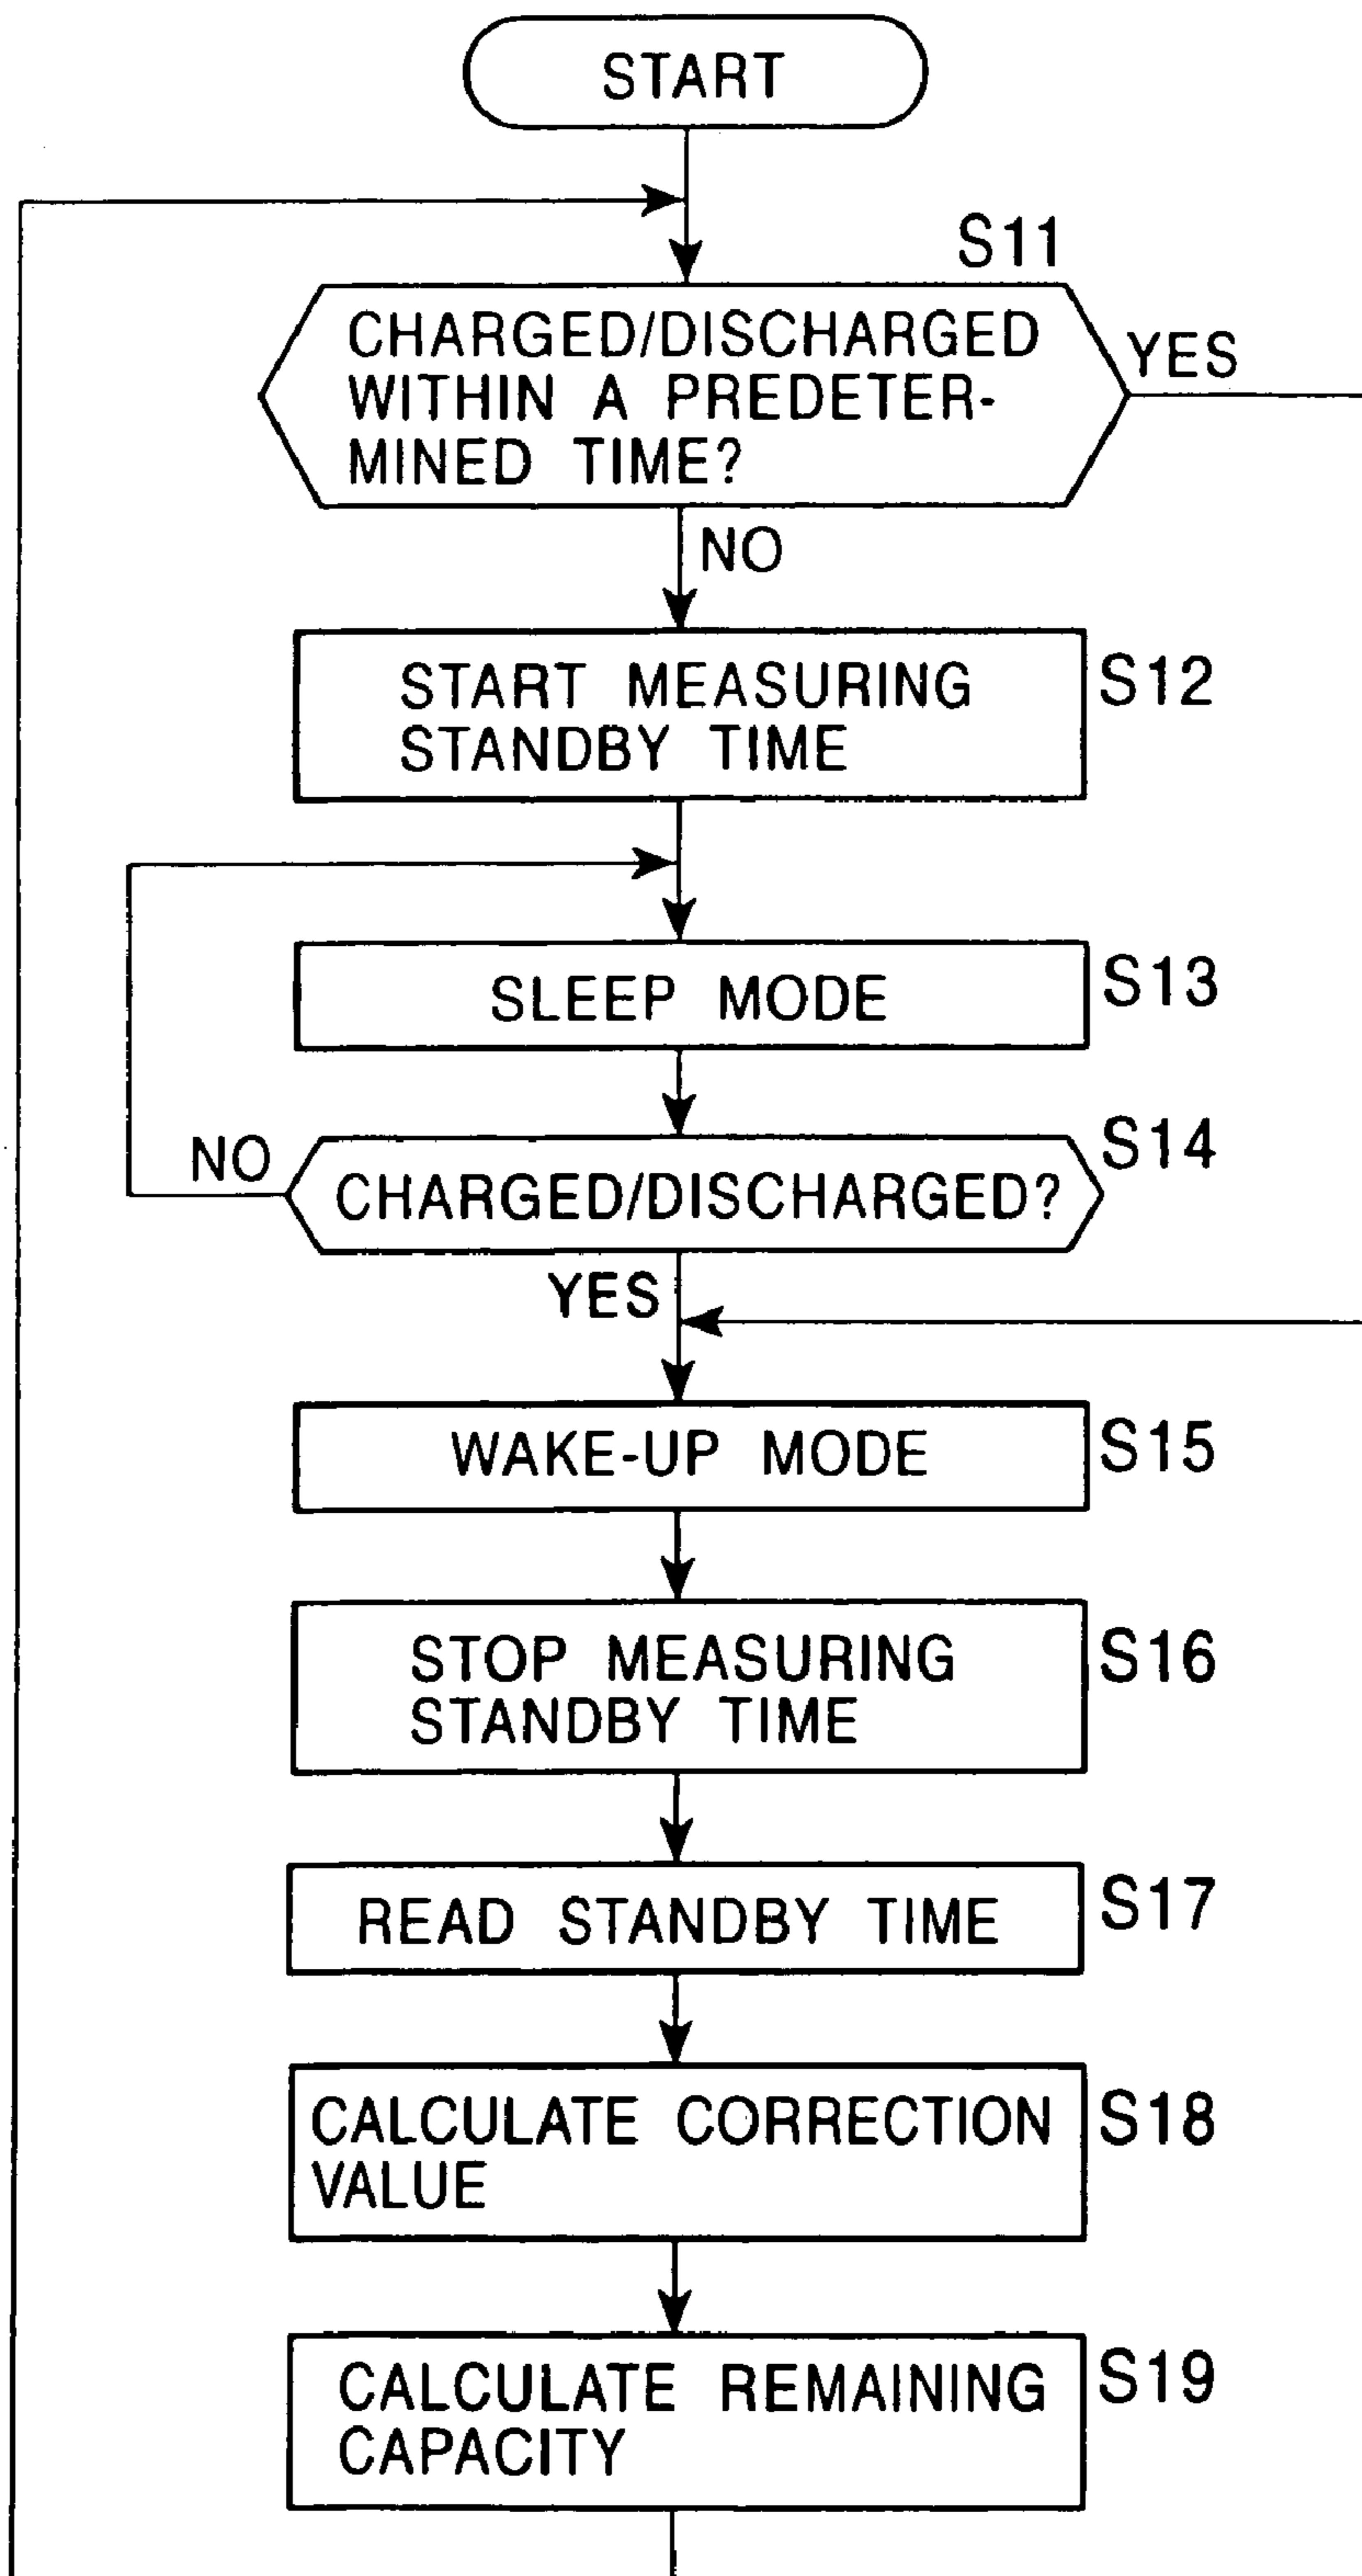 START
S11
CHARGED/DISCHARGED
WITHIN A PREDETER-
MINED TIME?
YES
NO
START MEASURING
STANDBY TIME
S12
SLEEP MODE
S13
S14
NO
CHARGED/DISCHARGED?
YES
WAKE-UP MODE
S15
STOP MEASURING
STANDBY TIME
S16
READ STANDBY TIME
S17
CALCULATE CORRECTION
VALUE
S18
CALCULATE REMAINING
CAPACITY
S19